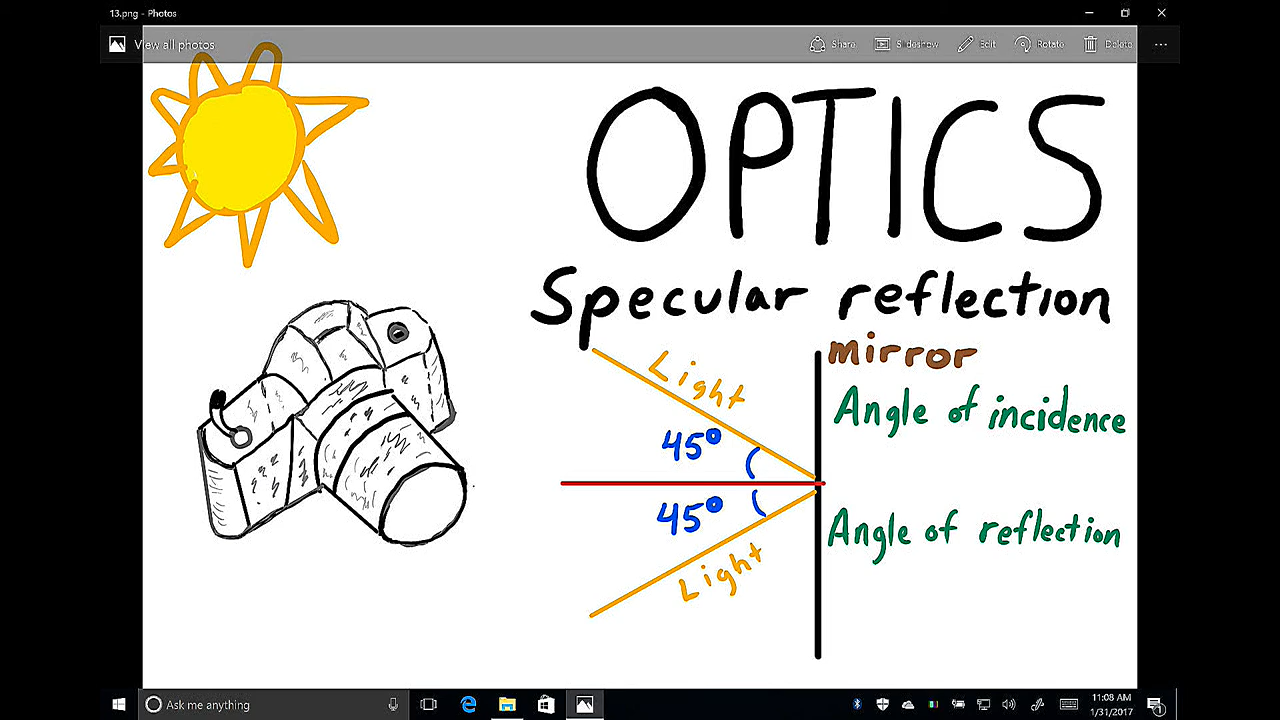 13.png - Photos
View all photos
Share
Slideshow
Edit
Rotate
Delete
OPTICS
Specular reflection
mirror
Light
Angle of incidence
45°
45°
Angle of reflection
Light
Ask me anything
11:08 AM
1/31/2017
1